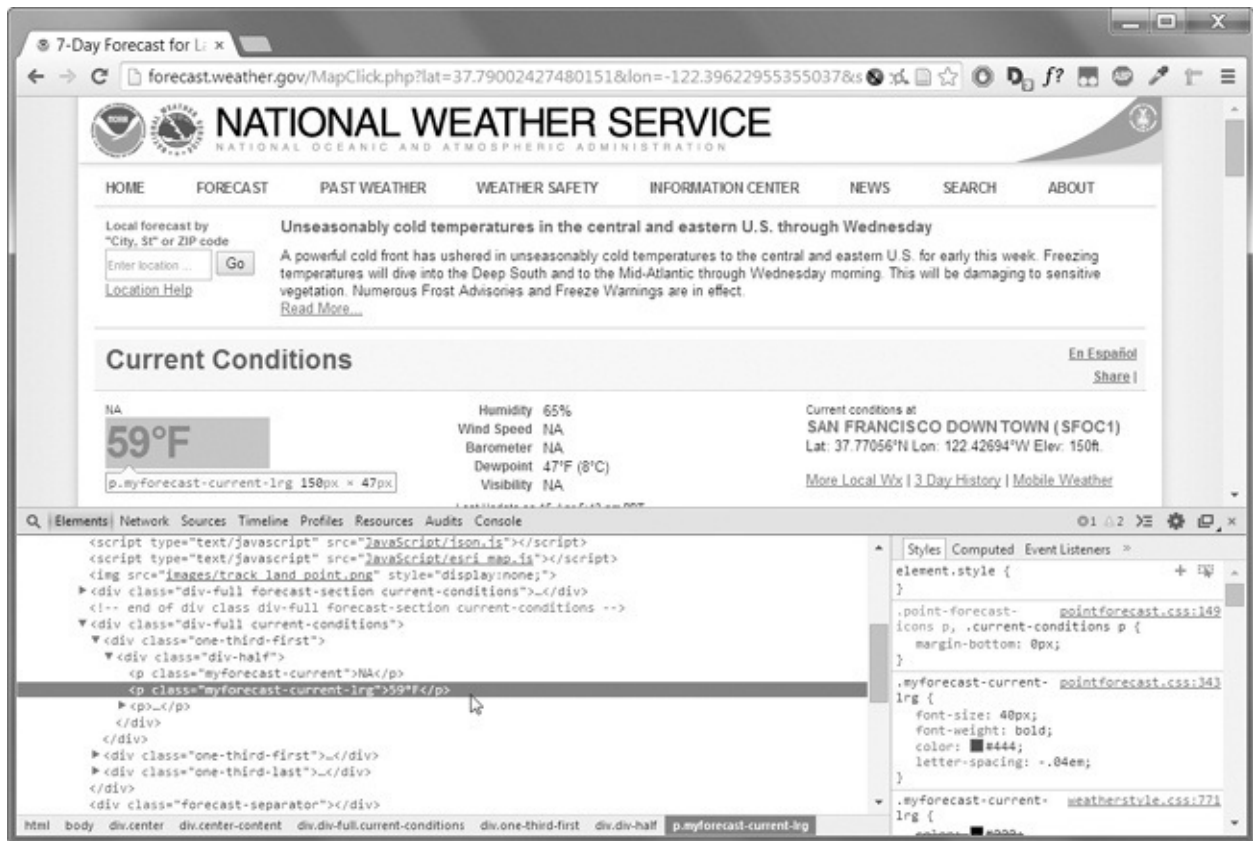 7-Day Forecast for La ×
forecast.weather.gov/MapClick.php?lat=37.79002427480151&lon=-122.39622955355037&s
NATIONAL WEATHER SERVICE
NATIONAL OCEANIC AND ATMOSPHERIC ADMINISTRATION
HOME FORECAST PAST WEATHER WEATHER SAFETY INFORMATION CENTER NEWS SEARCH ABOUT
Local forecast by
"City, St" or ZIP code
Enter location ...
Go
Location Help
Unseasonably cold temperatures in the central and eastern U.S. through Wednesday
A powerful cold front has ushered in unseasonably cold temperatures to the central and eastern U.S. for early this week. Freezing
temperatures will dive into the Deep South and to the Mid-Atlantic through Wednesday morning. This will be damaging to sensitive
vegetation. Numerous Frost Advisories and Freeze Warnings are in effect.
Read More....
Current Conditions
En Español
Share |
NA
59°F
p.myforecast-current-lrg 150px × 47px
Humidity 65%
Wind Speed NA
Barometer NA
Dewpoint 47°F (8°C)
Visibility NA
Current conditions at
SAN FRANCISCO DOWNTOWN (SFOC1)
Lat: 37.77056°N Lon: 122.42694°W Elev: 150ft.
More Local Wx | 3 Day History | Mobile Weather
Elements Network Sources Timeline Profiles Resources Audits Console
1 2
<script type="text/javascript" src="JavaScript/json.js"></script>
<script type="text/javascript" src="JavaScript/esri_map.js"></script>
<img src="images/track_land_point.png" style="display:none;">
▶<div class="div-full forecast-section current-conditions">…</div>
<!-- end of div class div-full forecast-section current-conditions -->
▼<div class="div-full current-conditions">
▼<div class="one-third-first">
▼<div class="div-half">
<p class="myforecast-current">NA</p>
<p class="myforecast-current-lrg">59°F</p>
▶<p>…</p>
</div>
</div>
▶<div class="one-third-first">…</div>
▶<div class="one-third-last">…</div>
</div>
<div class="forecast-separator"></div>
html body div.center div.center-content div.div-full.current-conditions div.one-third-first div.div-half p.myforecast-current-lrg
Styles Computed Event Listeners »
element.style {
}
.point-forecast- pointforecast.css:149
icons p, .current-conditions p {
margin-bottom: 0px;
}
.myforecast-current- pointforecast.css:343
lrg {
font-size: 40px;
font-weight: bold;
color: #444;
letter-spacing: -.04em;
}
.myforecast-current- weatherstyle.css:771
lrg {